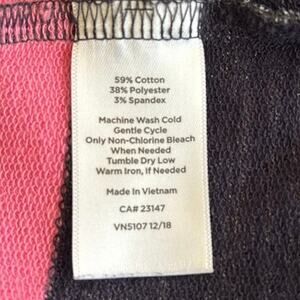 59% Cotton
38% Polyester
3% Spandex
Machine Wash Cold
Gentle Cycle
Only Non-Chlorine Bleach
When Needed
Tumble Dry Low
Warm Iron, if Needed
Made in Vietnam
CA# 23147
VN5107 12/18